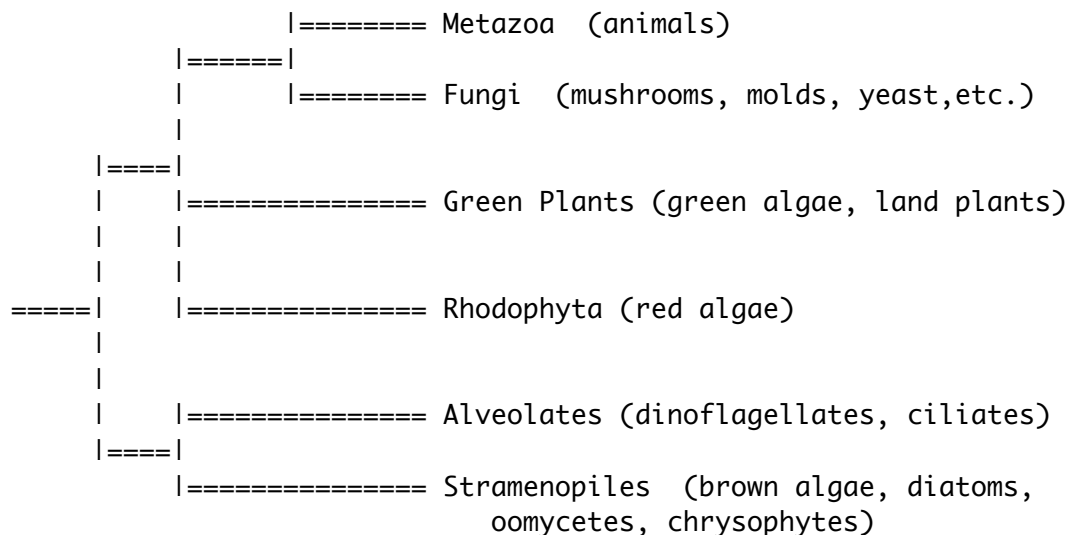 Metazoa (animals)
Fungi (mushrooms, molds, yeast,etc.)
Green Plants (green algae, land plants)
Rhodophyta (red algae)
Alveolates (dinoflagellates, ciliates)
Stramenopiles (brown algae, diatoms,
oomycetes, chrysophytes)